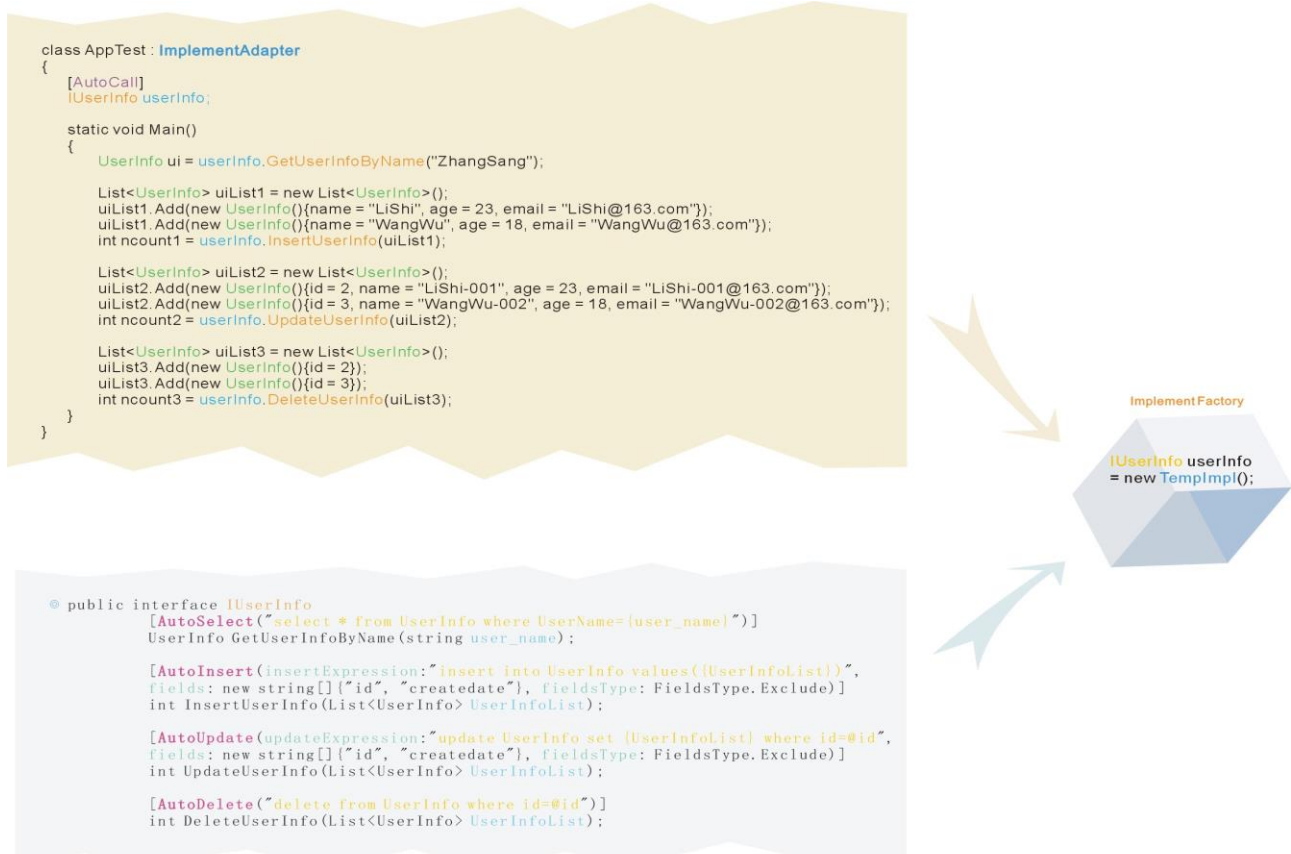 class AppTest : ImplementAdapter
{
[AutoCall]
IUserInfo userInfo;
static void Main()
{
UserInfo ui = userInfo.GetUserInfoByName("ZhangSang");
List<UserInfo> uiList1 = new List<UserInfo>();
uiList1.Add(new UserInfo(){name = "LiShi", age = 23, email = "LiShi@163.com"});
uiList1.Add(new UserInfo(){name = "WangWu", age = 18, email = "WangWu@163.com"});
int ncount1 = userInfo.InsertUserInfo(uiList1);
List<UserInfo> uiList2 = new List<UserInfo>();
uiList2.Add(new UserInfo(){id = 2, name = "LiShi-001", age = 23, email = "LiShi-001@163.com"});
uiList2.Add(new UserInfo(){id = 3, name = "WangWu-002", age = 18, email = "WangWu-002@163.com"});
int ncount2 = userInfo.UpdateUserInfo(uiList2);
List<UserInfo> uiList3 = new List<UserInfo>();
uiList3.Add(new UserInfo(){id = 2});
uiList3.Add(new UserInfo(){id = 3});
int ncount3 = userInfo.DeleteUserInfo(uiList3);
}
}
Implement Factory
IUserInfo userInfo
= new TempImpl();
public interface IUserInfo
[AutoSelect("select * from UserInfo where UserName={user_name}")]
UserInfo GetUserInfoByName(string user_name);
[AutoInsert(insertExpression:"insert into UserInfo values({UserInfoList})",
fields: new string[]{"id", "createdate"}, fieldsType: FieldsType.Exclude)]
int InsertUserInfo(List<UserInfo> UserInfoList);
[AutoUpdate(updateExpression:"update UserInfo set {UserInfoList} where id=@id",
fields: new string[]{"id", "createdate"}, fieldsType: FieldsType.Exclude)]
int UpdateUserInfo(List<UserInfo> UserInfoList);
[AutoDelete("delete from UserInfo where id=@id")]
int DeleteUserInfo(List<UserInfo> UserInfoList);